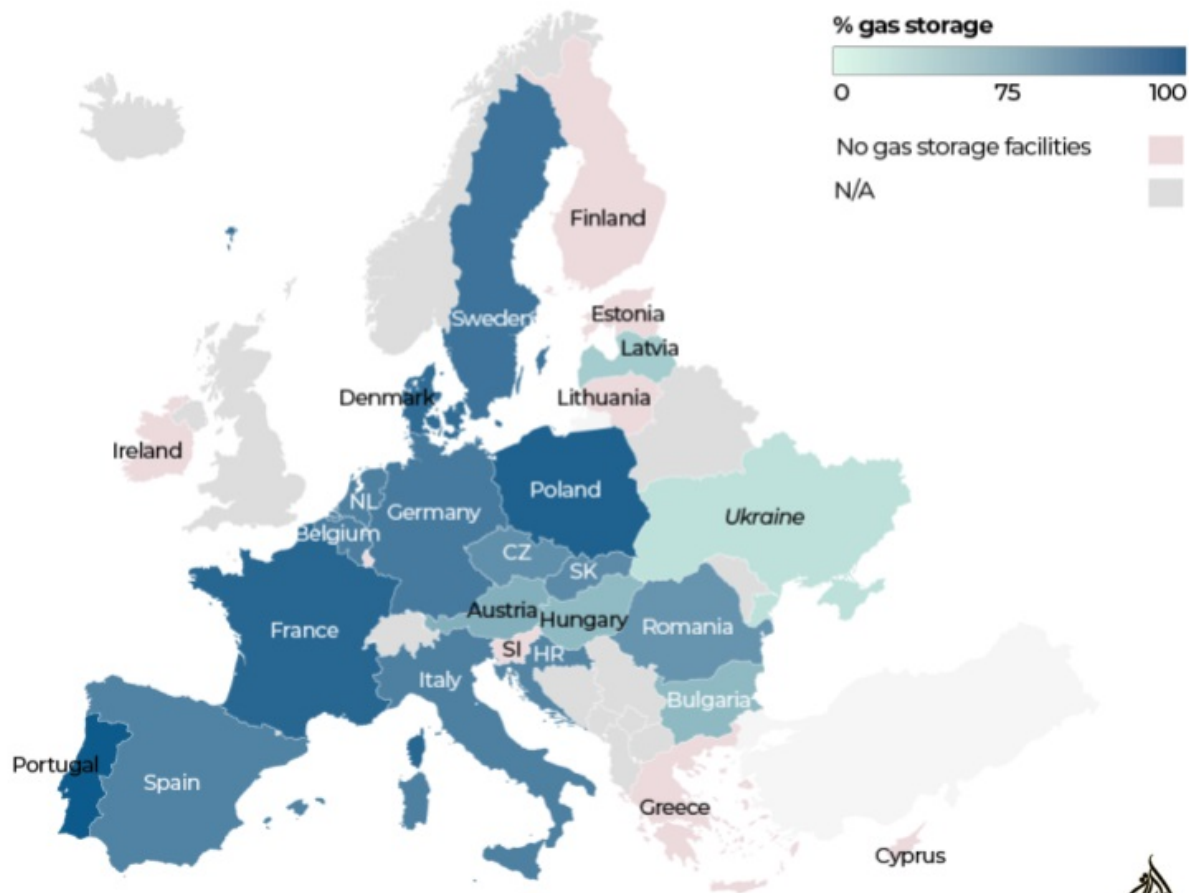 % gas storage
0 75 100
No gas storage facilities
N/A
Finland
Sweden
Estonia
Latvia
Denmark
Lithuania
Ireland
Poland
NL
Germany
Ukraine
Belgium
CZ
SK
Austria
Hungary
France
Romania
SI
HR
Italy
Bulgaria
Portugal
Spain
Greece
Cyprus